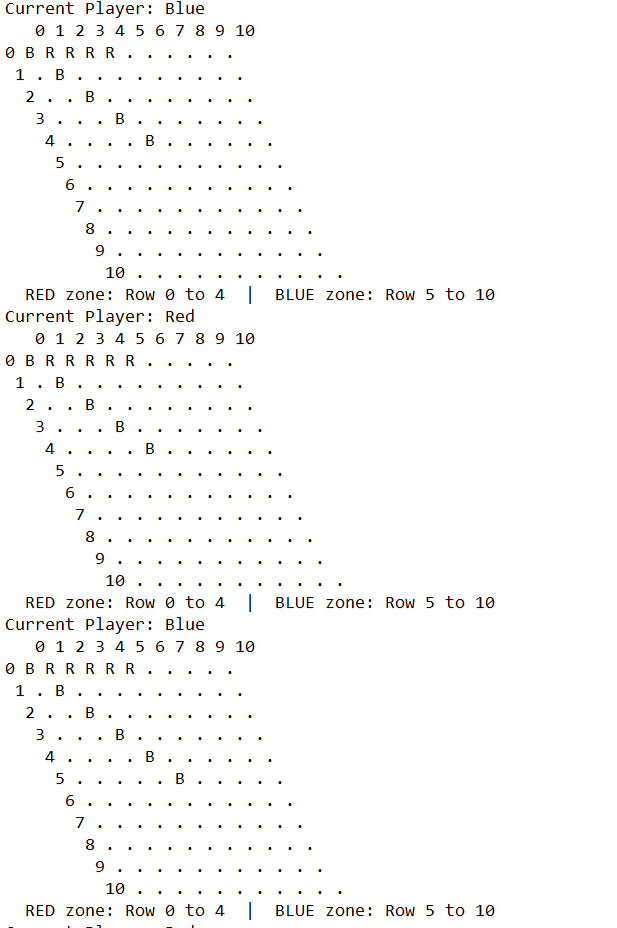 Current Player: Blue
   0 1 2 3 4 5 6 7 8 9 10
0 B R R R R . . . . . .
 1 . B . . . . . . . . .
  2 . . B . . . . . . . .
   3 . . . B . . . . . . .
    4 . . . . B . . . . . .
     5 . . . . . . . . . . .
      6 . . . . . . . . . . .
       7 . . . . . . . . . . .
        8 . . . . . . . . . . .
         9 . . . . . . . . . . .
          10 . . . . . . . . . . .
  RED zone: Row 0 to 4  |  BLUE zone: Row 5 to 10
Current Player: Red
   0 1 2 3 4 5 6 7 8 9 10
0 B R R R R R . . . . .
 1 . B . . . . . . . . .
  2 . . B . . . . . . . .
   3 . . . B . . . . . . .
    4 . . . . B . . . . . .
     5 . . . . . . . . . . .
      6 . . . . . . . . . . .
       7 . . . . . . . . . . .
        8 . . . . . . . . . . .
         9 . . . . . . . . . . .
          10 . . . . . . . . . . .
  RED zone: Row 0 to 4  |  BLUE zone: Row 5 to 10
Current Player: Blue
   0 1 2 3 4 5 6 7 8 9 10
0 B R R R R R . . . . .
 1 . B . . . . . . . . .
  2 . . B . . . . . . . .
   3 . . . B . . . . . . .
    4 . . . . B . . . . . .
     5 . . . . . B . . . . .
      6 . . . . . . . . . . .
       7 . . . . . . . . . . .
        8 . . . . . . . . . . .
         9 . . . . . . . . . . .
          10 . . . . . . . . . . .
  RED zone: Row 0 to 4  |  BLUE zone: Row 5 to 10